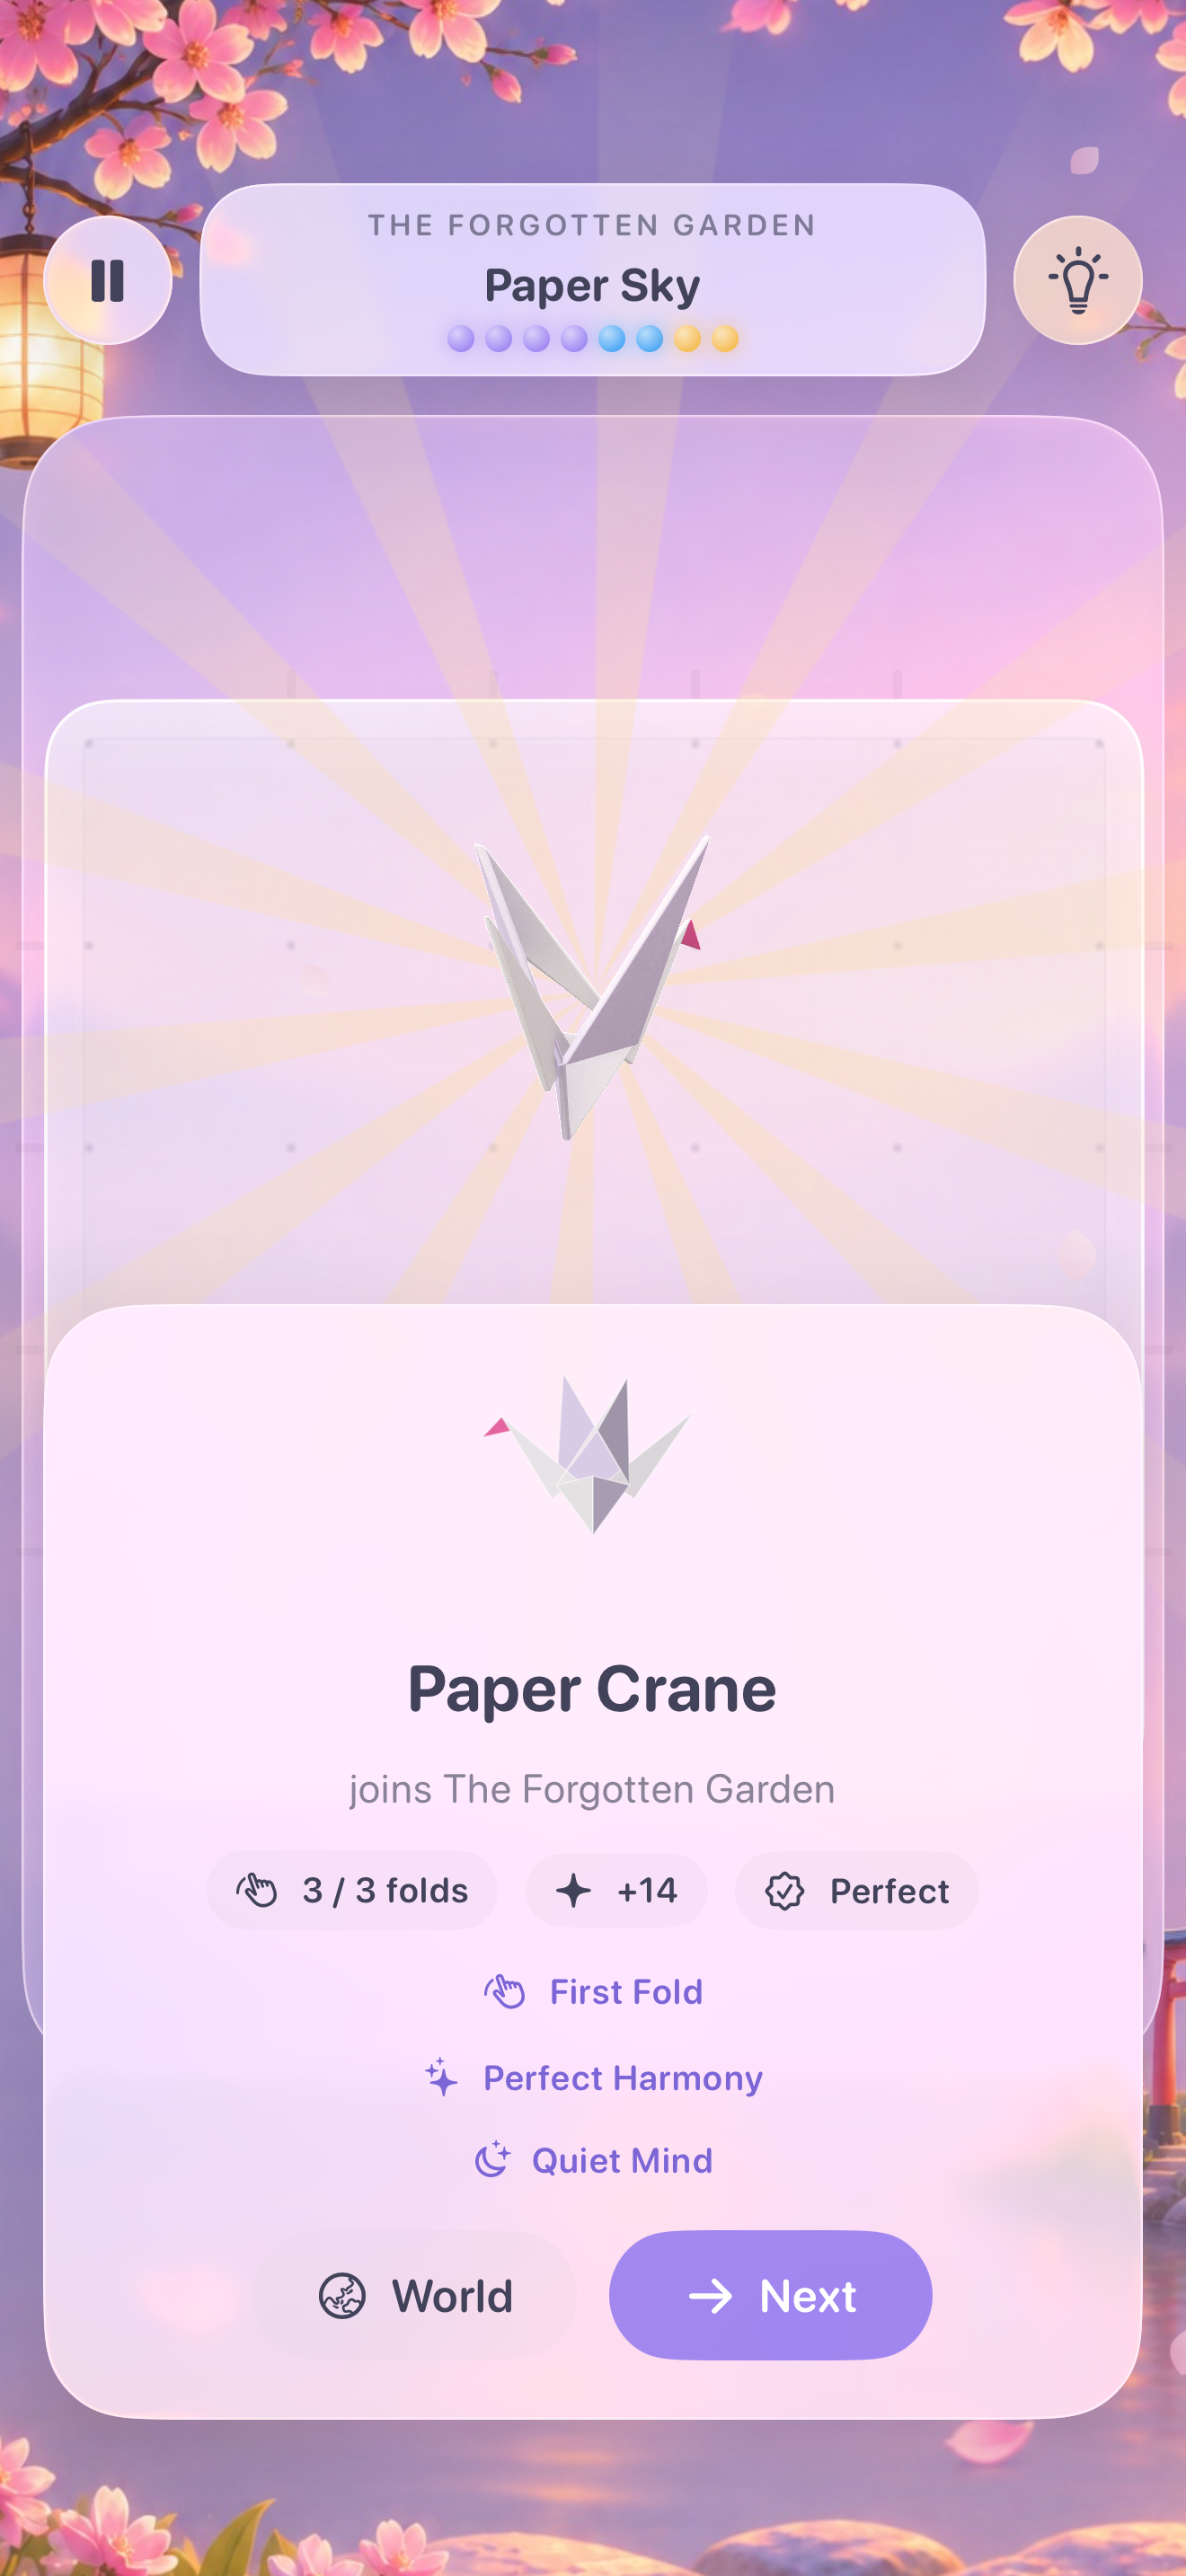 THE FORGOTTEN GARDEN
Paper Sky
Paper Crane
joins The Forgotten Garden
3 / 3 folds
+14
Perfect
First Fold
Perfect Harmony
Quiet Mind
World
Next